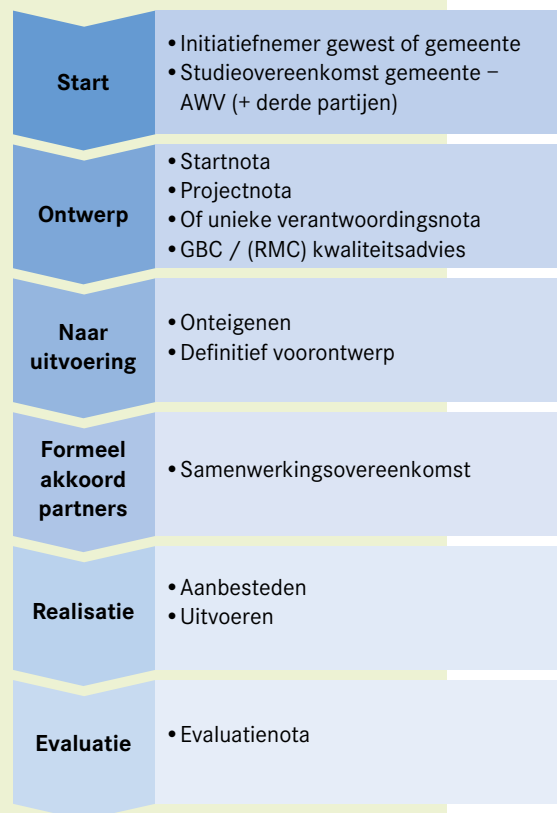 Start
• Initiatiefnemer gewest of gemeente
• Studieovereenkomst gemeente –
AWV (+ derde partijen)
Ontwerp
• Startnota
• Projectnota
• Of unieke verantwoordingsnota
• GBC / (RMC) kwaliteitsadvies
Naar
uitvoering
• Onteigenen
• Definitief voorontwerp
Formeel
akkoord
partners
• Samenwerkingsovereenkomst
Realisatie
• Aanbesteden
• Uitvoeren
Evaluatie
• Evaluatienota